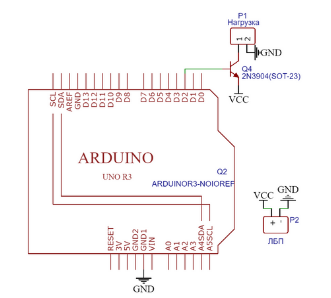 P1
Нагрузка
1 2
GND
Q4
2N3904(SOT-23)
VCC
SCL
SDA
AREF
GND
D13
D12
D11
D10
D9
D8
D7
D6
D5
D4
D3
D2
D1
D0
ARDUINO
UNO R3
Q2
ARDUINOR3-NOIOREF
RESET
3V
5V
GND2
GND1
VIN
A0
A1
A2
A3
A4SDA
A5SCL
GND
VCC
GND
+ -
P2
ЛБП